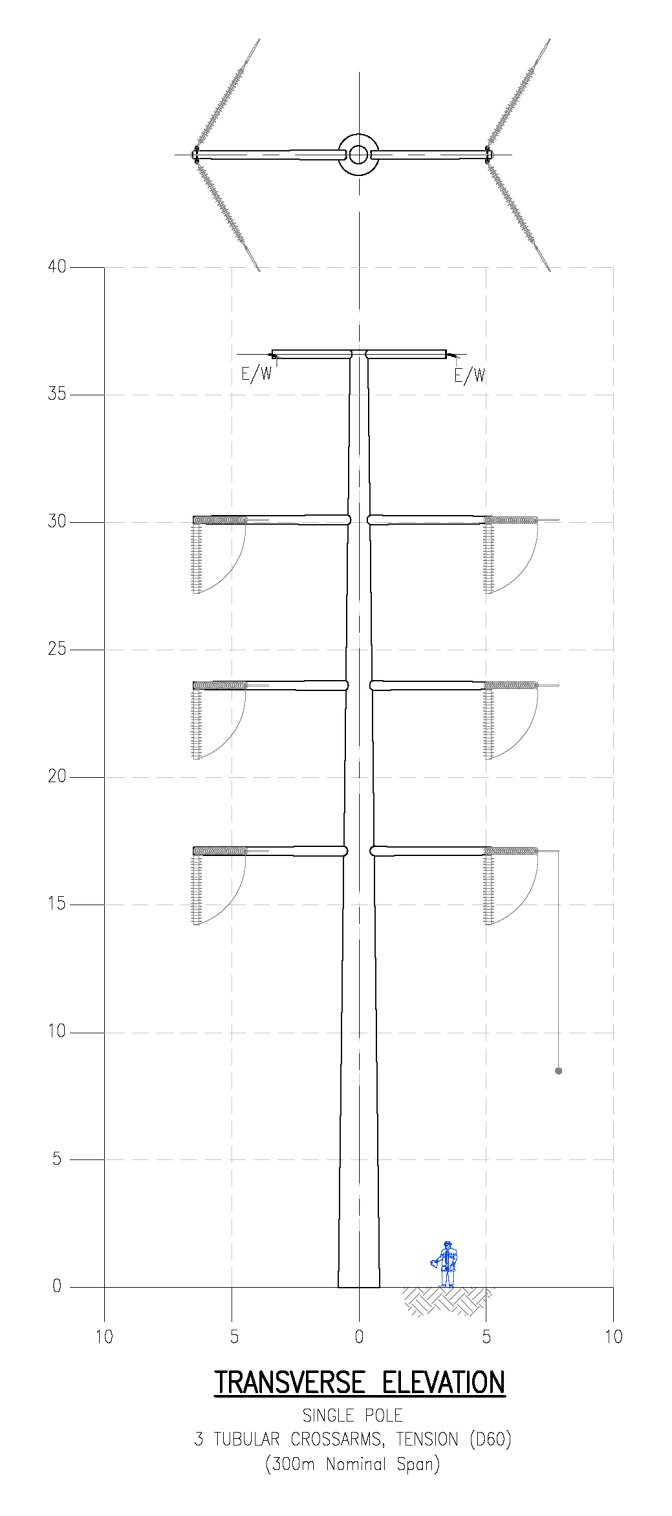 40
E/W
E/W
35
30
25
20
15
10
5
0
10 5 0 5 10
TRANSVERSE ELEVATION
SINGLE POLE
3 TUBULAR CROSSARMS, TENSION (D60)
(300m Nominal Span)